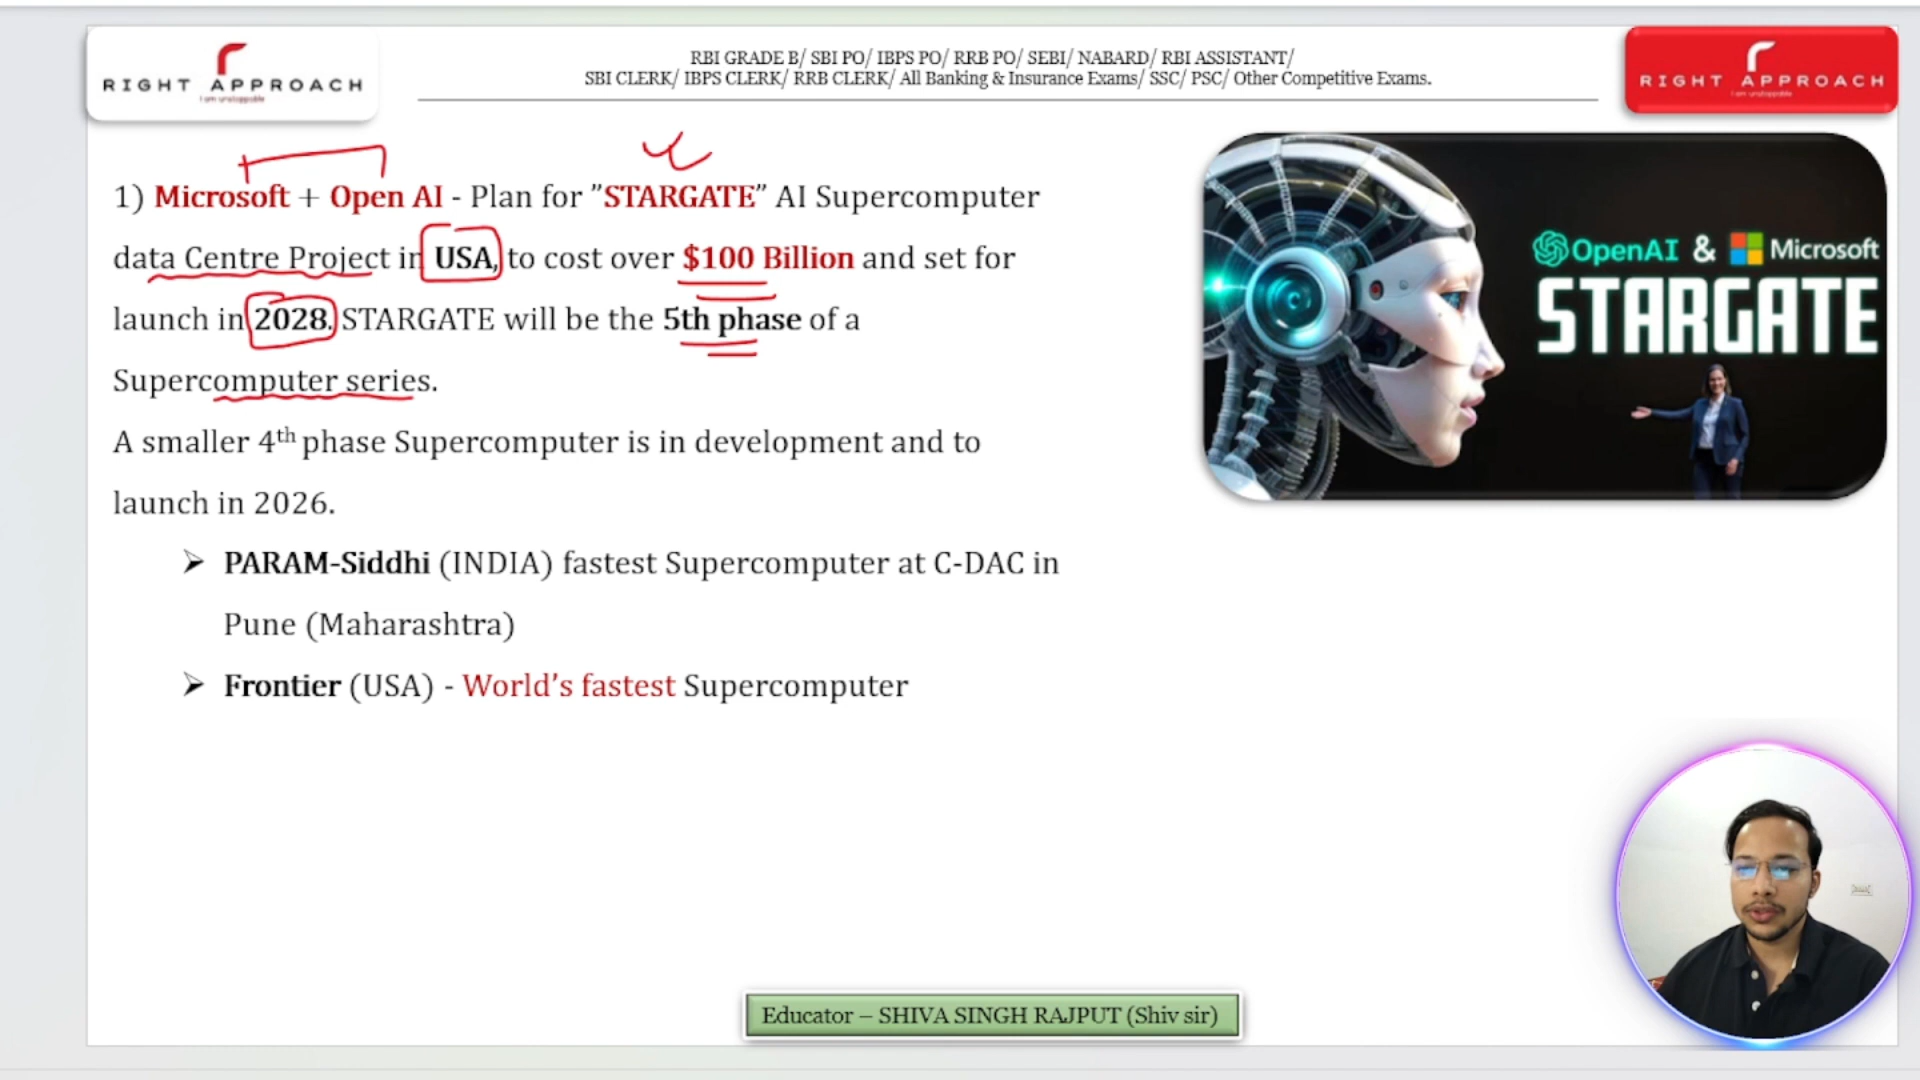 RIGHT APPROACH
I am unstoppable
RBI GRADE B/ SBI PO/ IBPS PO/ RRB PO/ SEBI/ NABARD/ RBI ASSISTANT/
SBI CLERK/ IBPS CLERK/ RRB CLERK/ All Banking & Insurance Exams/ SSC/ PSC/ Other Competitive Exams.
RIGHT APPROACH
I am unstoppable
1) Microsoft + Open AI - Plan for ”STARGATE” AI Supercomputer
data Centre Project in USA, to cost over $100 Billion and set for
launch in 2028. STARGATE will be the 5th phase of a
Supercomputer series.
A smaller 4th phase Supercomputer is in development and to
launch in 2026.
➢ PARAM-Siddhi (INDIA) fastest Supercomputer at C-DAC in
Pune (Maharashtra)
➢ Frontier (USA) - World’s fastest Supercomputer
OpenAI & Microsoft
STARGATE
Educator – SHIVA SINGH RAJPUT (Shiv sir)